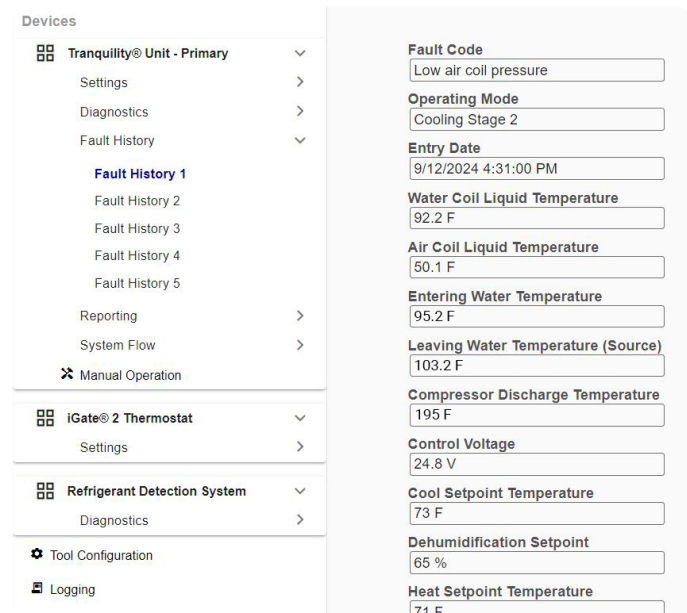 Devices
Tranquility® Unit - Primary
Settings
Diagnostics
Fault History
Fault History 1
Fault History 2
Fault History 3
Fault History 4
Fault History 5
Reporting
System Flow
Manual Operation
iGate® 2 Thermostat
Settings
Refrigerant Detection System
Diagnostics
Tool Configuration
Logging
Fault Code
Low air coil pressure
Operating Mode
Cooling Stage 2
Entry Date
9/12/2024 4:31:00 PM
Water Coil Liquid Temperature
92.2 F
Air Coil Liquid Temperature
50.1 F
Entering Water Temperature
95.2 F
Leaving Water Temperature (Source)
103.2 F
Compressor Discharge Temperature
195 F
Control Voltage
24.8 V
Cool Setpoint Temperature
73 F
Dehumidification Setpoint
65 %
Heat Setpoint Temperature
71 F